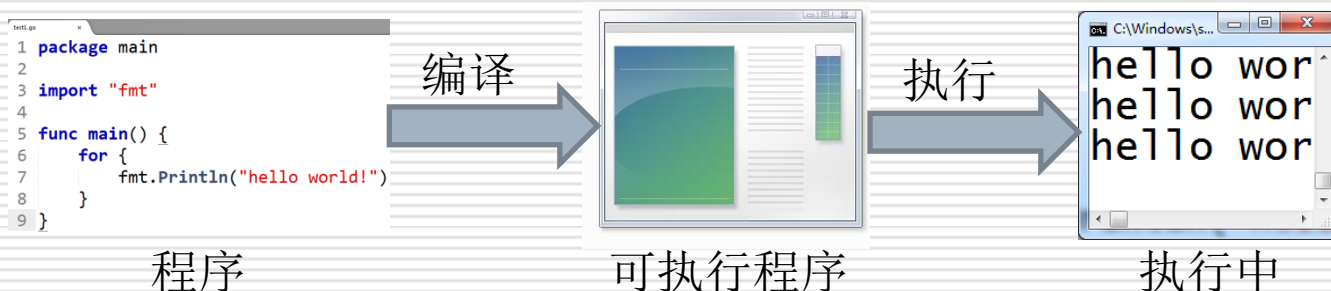 test1.go ×
1 package main
2
3 import "fmt"
4
5 func main() {
6     for {
7         fmt.Println("hello world!")
8     }
9 }
编译
执行
C:\Windows\s...
hello wor
hello wor
hello wor
程序
可执行程序
执行中